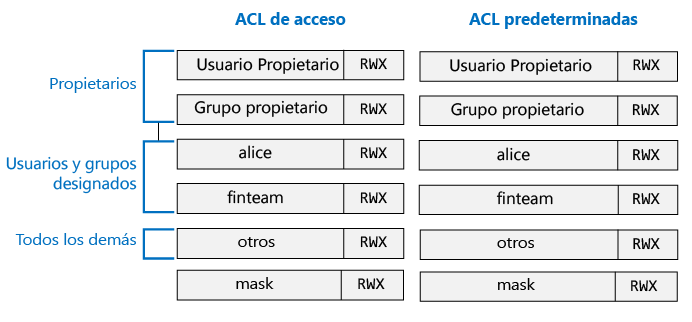 ACL de acceso
ACL predeterminadas
Propietarios
Usuario Propietario RWX
Usuario Propietario RWX
Grupo propietario RWX
Grupo propietario RWX
Usuarios y grupos
designados
alice RWX
alice RWX
finteam RWX
finteam RWX
Todos los demás
otros RWX
otros RWX
mask RWX
mask RWX